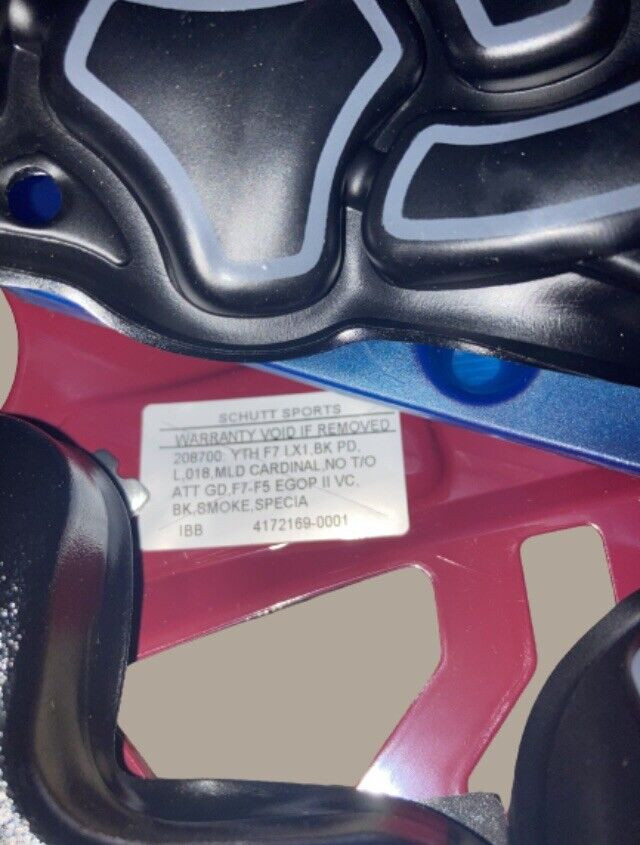 SCHUTT SPORTS
WARRANTY VOID IF REMOVED
208700: YTH F7 LX1,BK PD,
L,018,MLD CARDINAL,NO T/O
ATT GD,F7-F5 EGOP II VC,
BK,SMOKE,SPECIA
IBB 4172169-0001